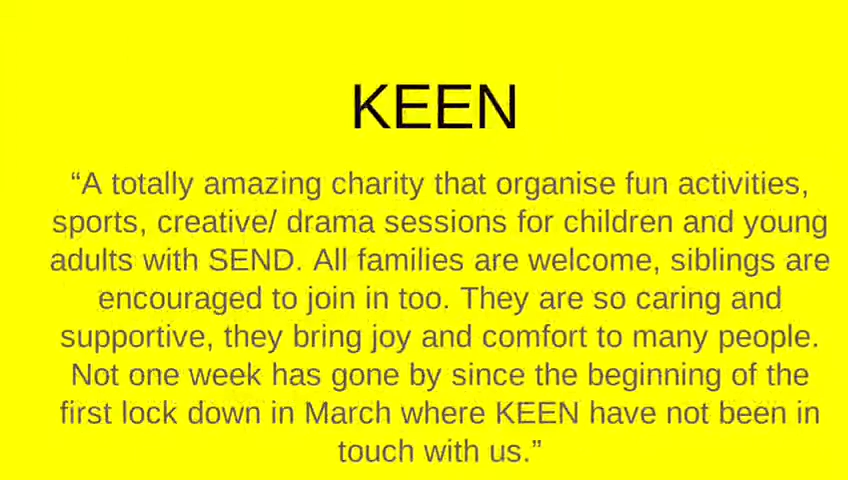 KEEN
“A totally amazing charity that organise fun activities,
sports, creative/ drama sessions for children and young
adults with SEND. All families are welcome, siblings are
encouraged to join in too. They are so caring and
supportive, they bring joy and comfort to many people.
Not one week has gone by since the beginning of the
first lock down in March where KEEN have not been in
touch with us.”